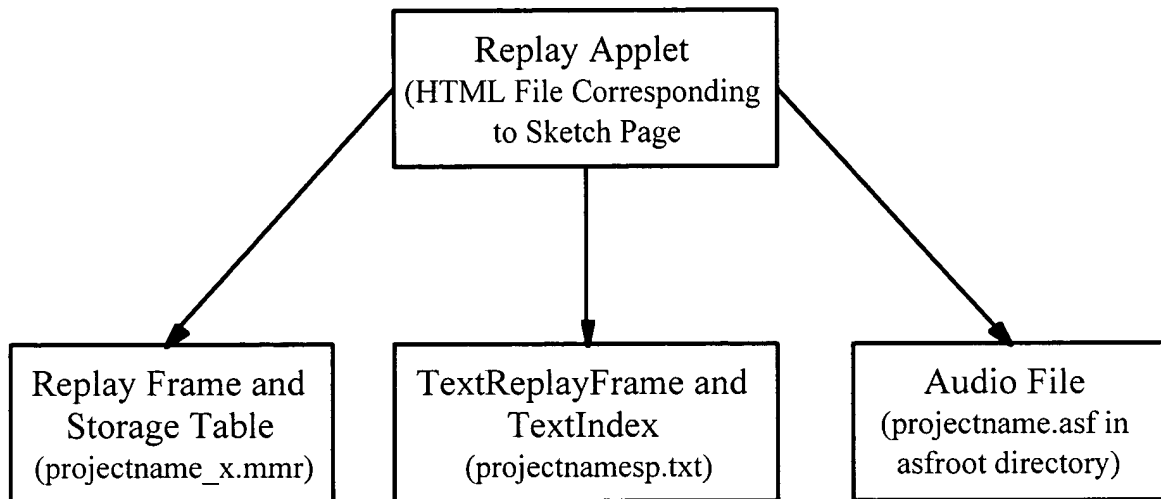 Replay Applet
(HTML File Corresponding
to Sketch Page
Replay Frame and
Storage Table
(projectname_x.mmr)
TextReplayFrame and
TextIndex
(projectnamesp.txt)
Audio File
(projectname.asf in
asfroot directory)